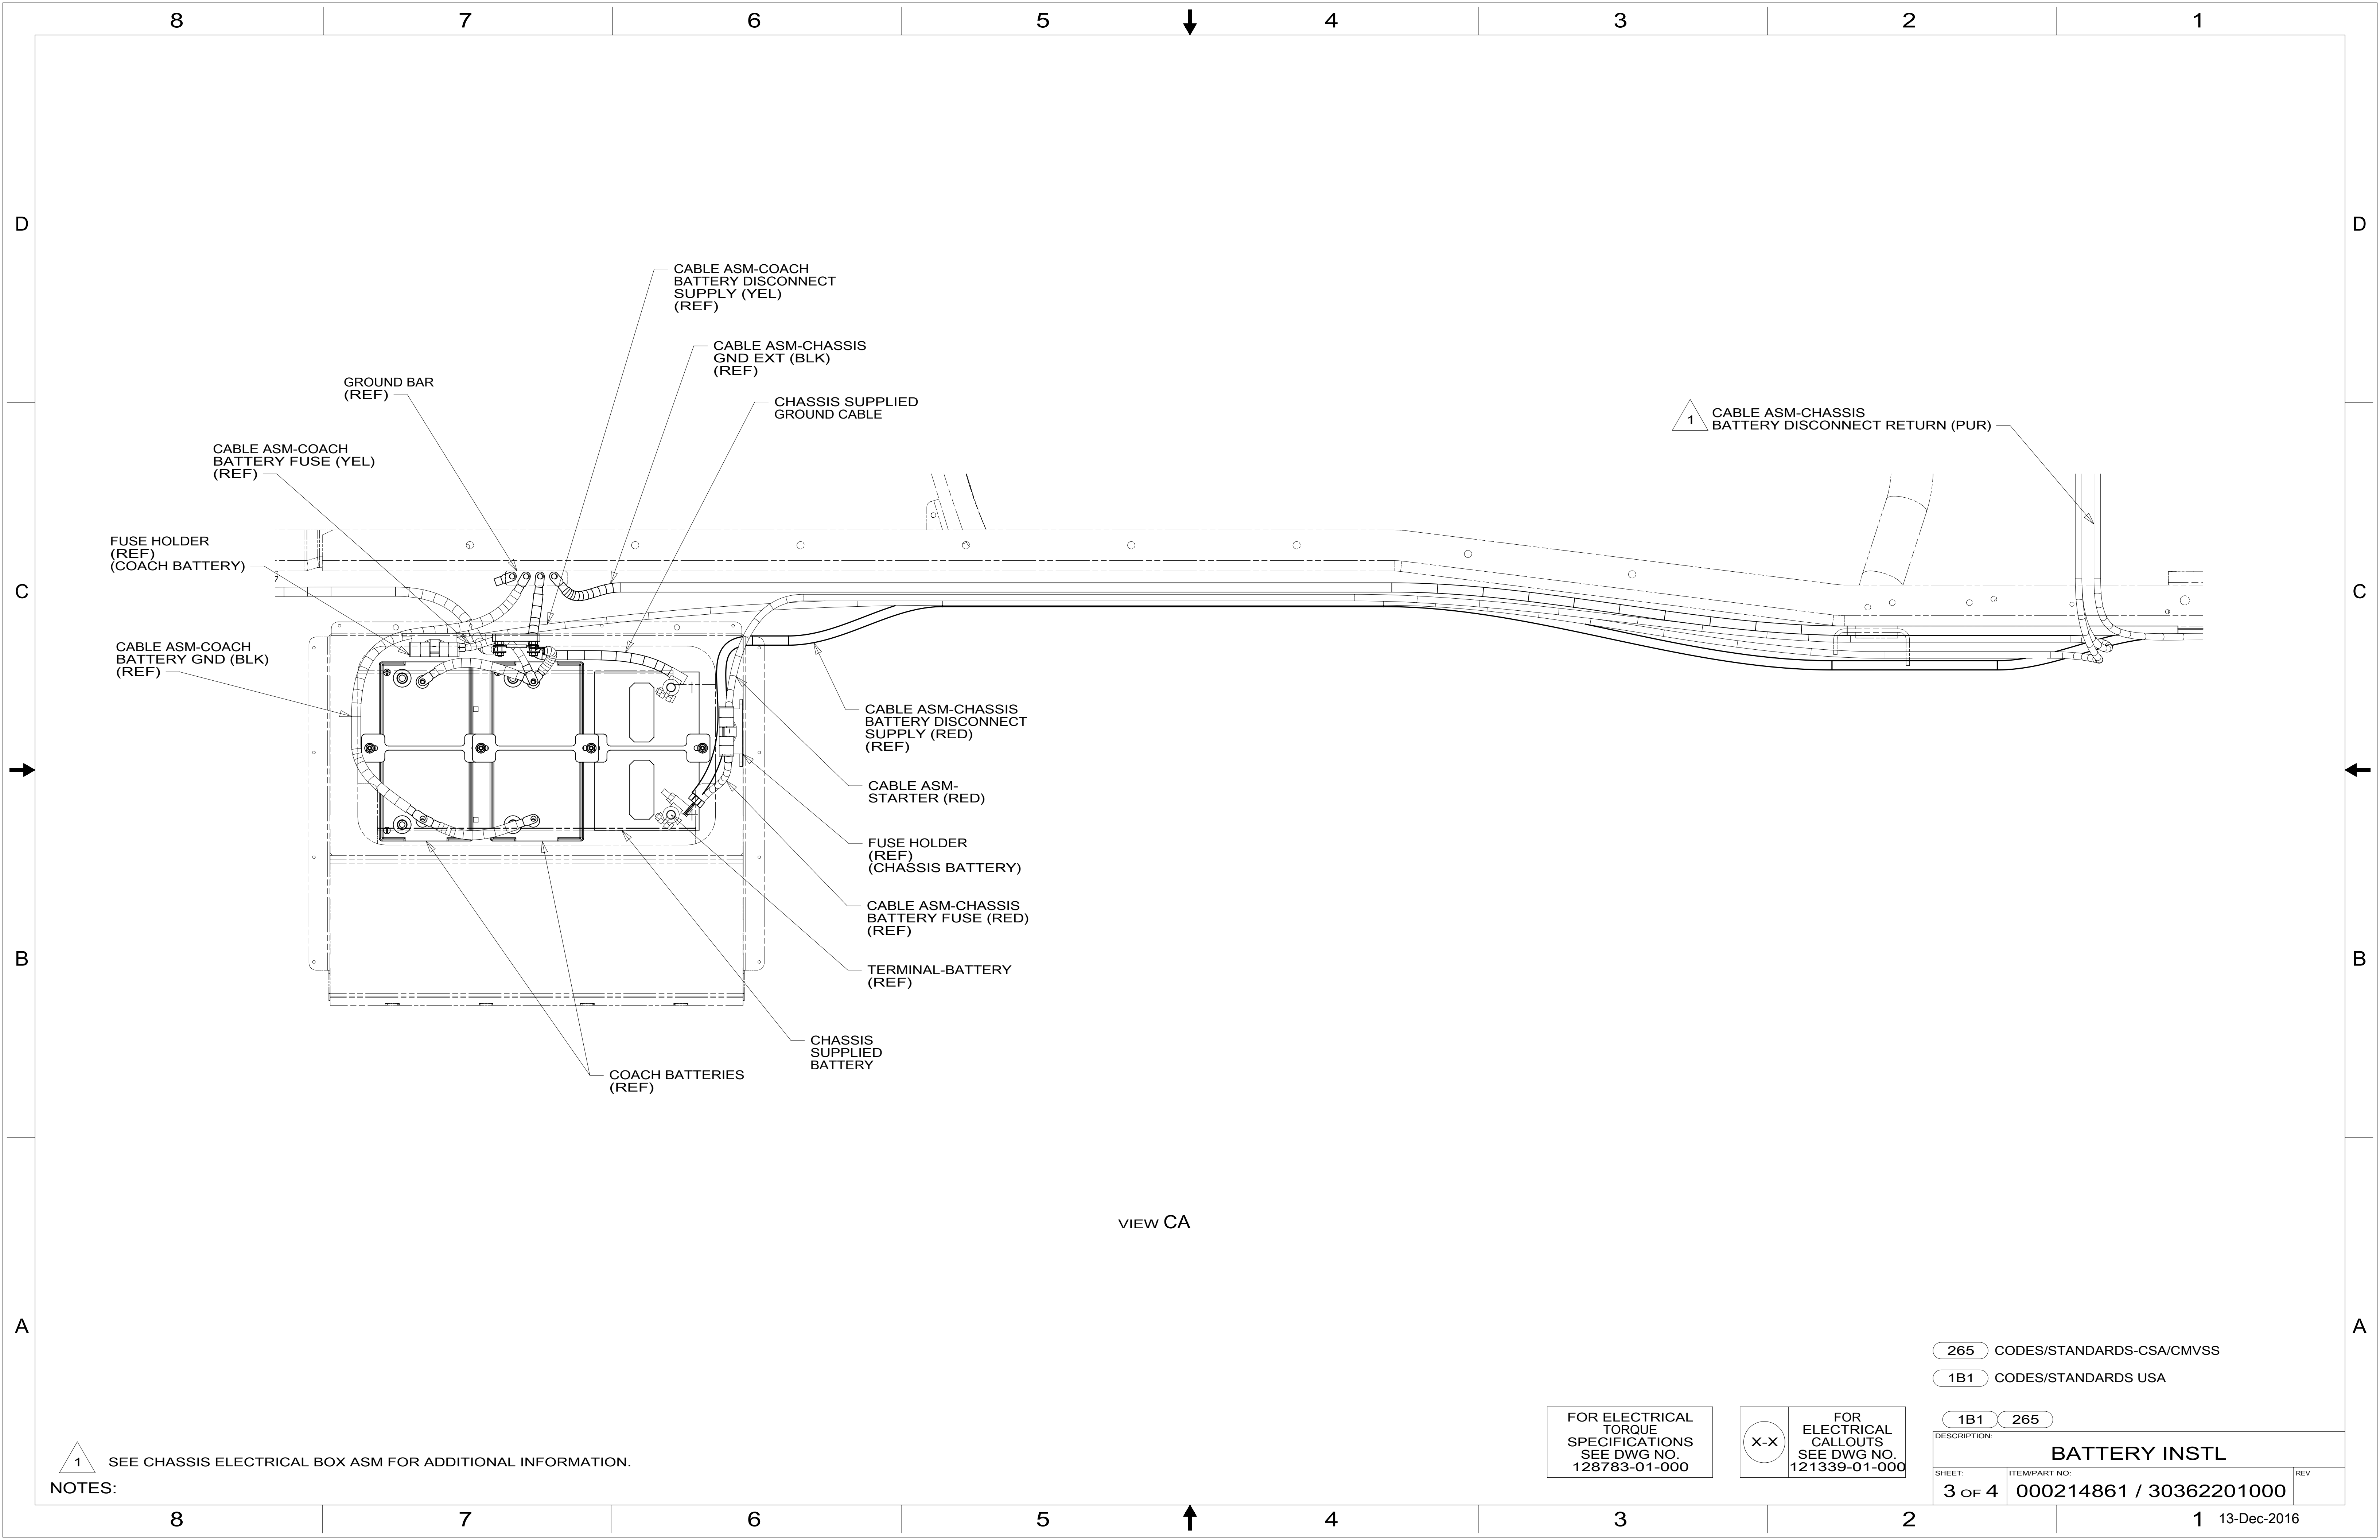 8 7 6 5 4 3 2 1
D
D
CABLE ASM-COACH
BATTERY DISCONNECT
SUPPLY (YEL)
(REF)
CABLE ASM-CHASSIS
GND EXT (BLK)
(REF)
GROUND BAR
(REF)
CHASSIS SUPPLIED
GROUND CABLE
1
CABLE ASM-CHASSIS
BATTERY DISCONNECT RETURN (PUR)
CABLE ASM-COACH
BATTERY FUSE (YEL)
(REF)
FUSE HOLDER
(REF)
(COACH BATTERY)
C
C
CABLE ASM-COACH
BATTERY GND (BLK)
(REF)
CABLE ASM-CHASSIS
BATTERY DISCONNECT
SUPPLY (RED)
(REF)
CABLE ASM-
STARTER (RED)
FUSE HOLDER
(REF)
(CHASSIS BATTERY)
CABLE ASM-CHASSIS
BATTERY FUSE (RED)
(REF)
B
B
TERMINAL-BATTERY
(REF)
CHASSIS
SUPPLIED
BATTERY
COACH BATTERIES
(REF)
VIEW CA
A
A
265 CODES/STANDARDS-CSA/CMVSS
1B1 CODES/STANDARDS USA
1B1 265
FOR ELECTRICAL
TORQUE
SPECIFICATIONS
SEE DWG NO.
128783-01-000
X-X
FOR
ELECTRICAL
CALLOUTS
SEE DWG NO.
121339-01-000
DESCRIPTION:
BATTERY INSTL
SHEET:
3 OF 4
ITEM/PART NO:
000214861 / 30362201000
REV
1 SEE CHASSIS ELECTRICAL BOX ASM FOR ADDITIONAL INFORMATION.
NOTES:
8 7 6 5 4 3 2 1
13-Dec-2016